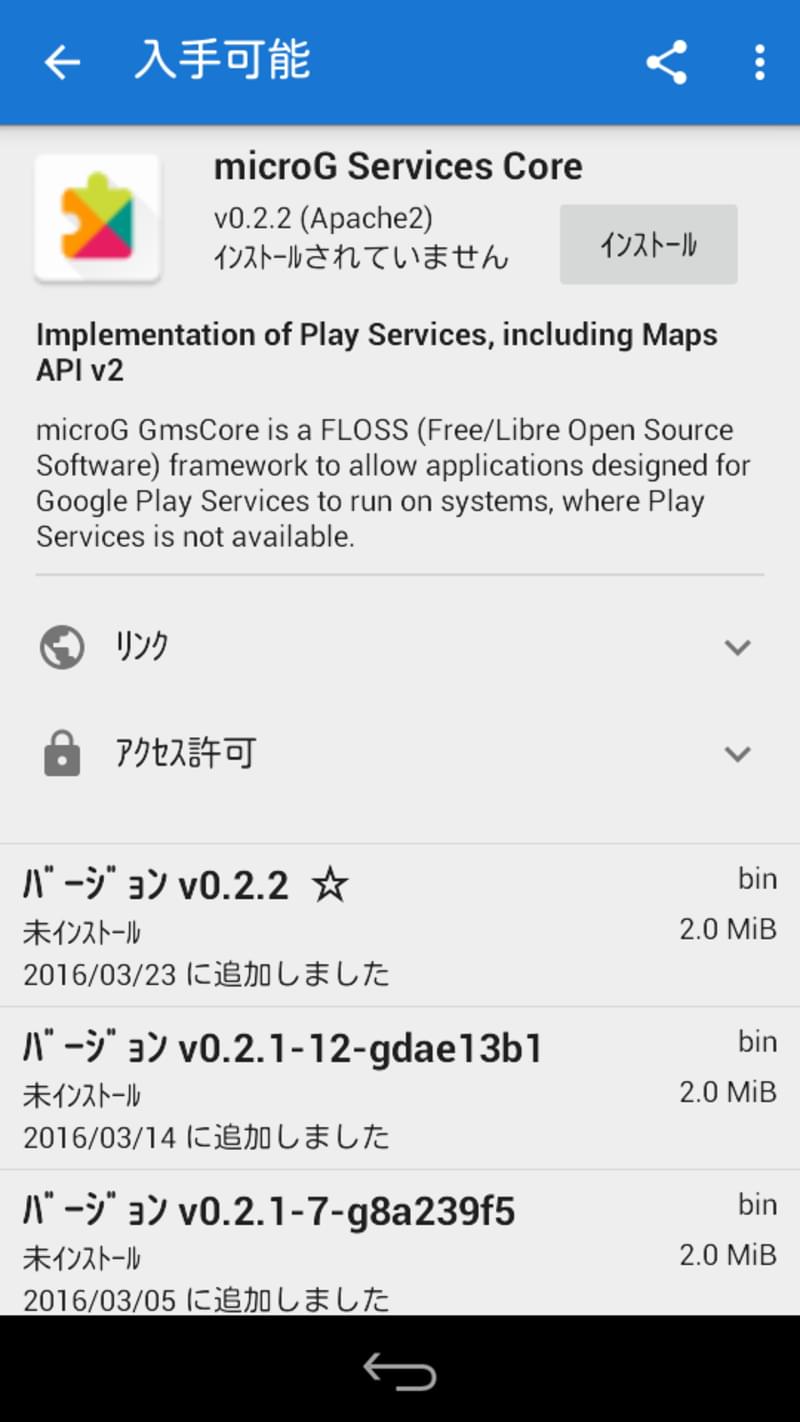 入手可能
microG Services Core
v0.2.2 (Apache2)
ｲﾝｽﾄｰﾙされていません
ｲﾝｽﾄｰﾙ
Implementation of Play Services, including Maps
API v2
microG GmsCore is a FLOSS (Free/Libre Open Source
Software) framework to allow applications designed for
Google Play Services to run on systems, where Play
Services is not available.
ﾘﾝｸ
ｱｸｾｽ許可
ﾊﾞｰｼﾞｮﾝ v0.2.2 ☆
bin
未ｲﾝｽﾄｰﾙ
2.0 MiB
2016/03/23 に追加しました
ﾊﾞｰｼﾞｮﾝ v0.2.1-12-gdae13b1
bin
未ｲﾝｽﾄｰﾙ
2.0 MiB
2016/03/14 に追加しました
ﾊﾞｰｼﾞｮﾝ v0.2.1-7-g8a239f5
bin
未ｲﾝｽﾄｰﾙ
2.0 MiB
2016/03/05 に追加しました